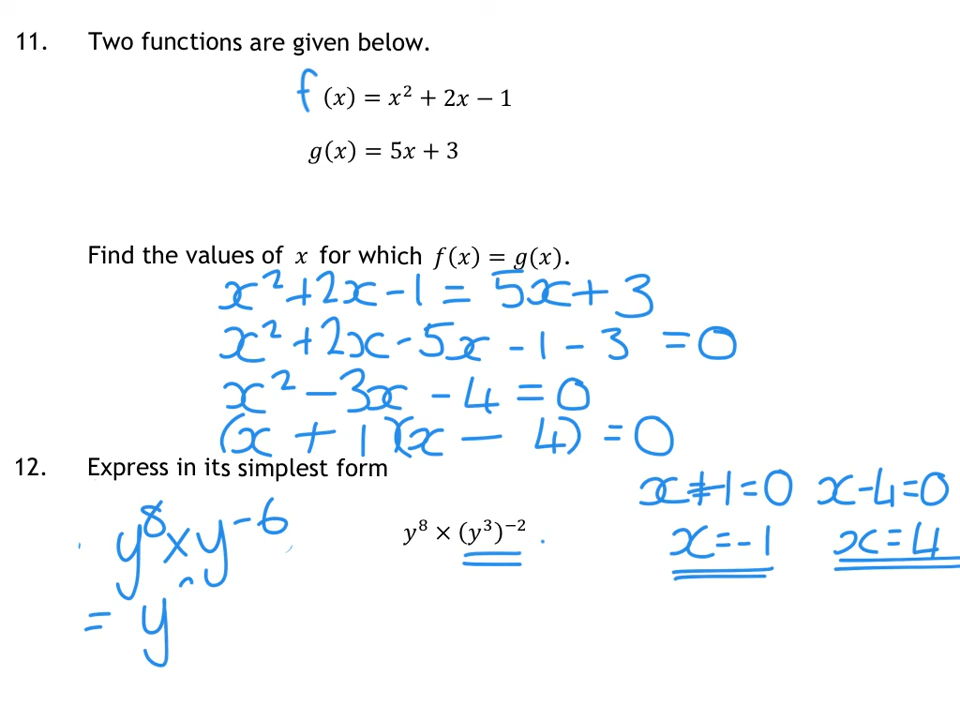 11. Two functions are given below.
f (x) = x² + 2x − 1
g(x) = 5x + 3
Find the values of x for which f(x) = g(x).
x²+2x-1 = 5x+3
x²+2x-5x-1-3 =0
x²-3x-4=0
(x+1)(x-4)=0
12. Express in its simplest form
x+1=0 x-4=0
y⁸ × (y³)⁻²
y⁸xy⁻⁶
x=-1 x=4
= y